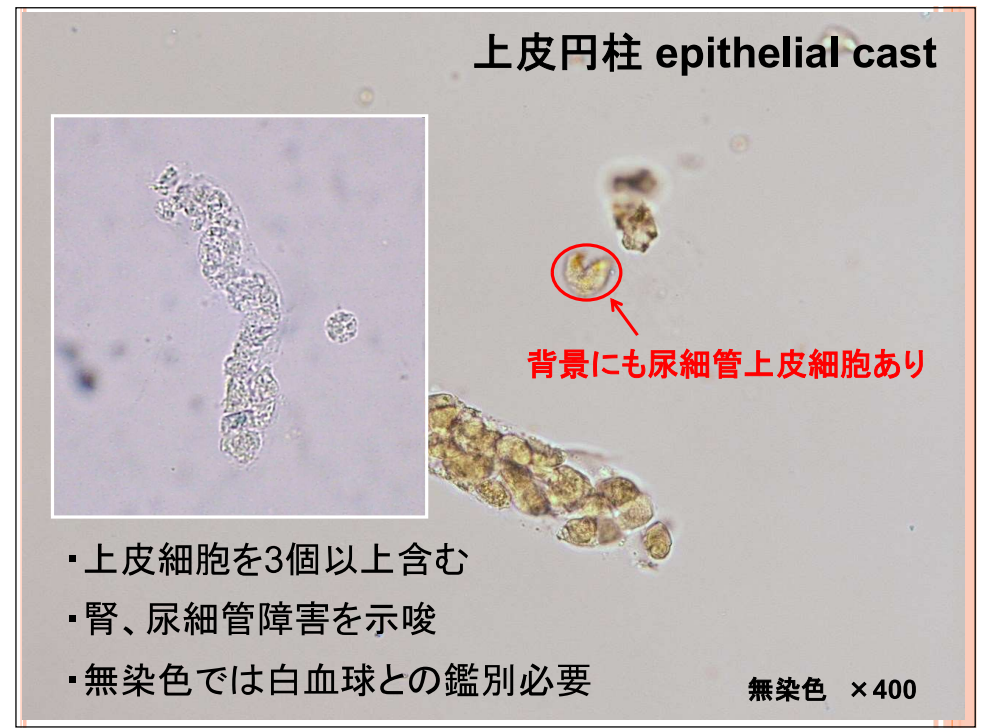 上皮円柱 epithelial cast
背景にも尿細管上皮細胞あり
・上皮細胞を3個以上含む
・腎、尿細管障害を示唆
・無染色では白血球との鑑別必要
無染色 ×400